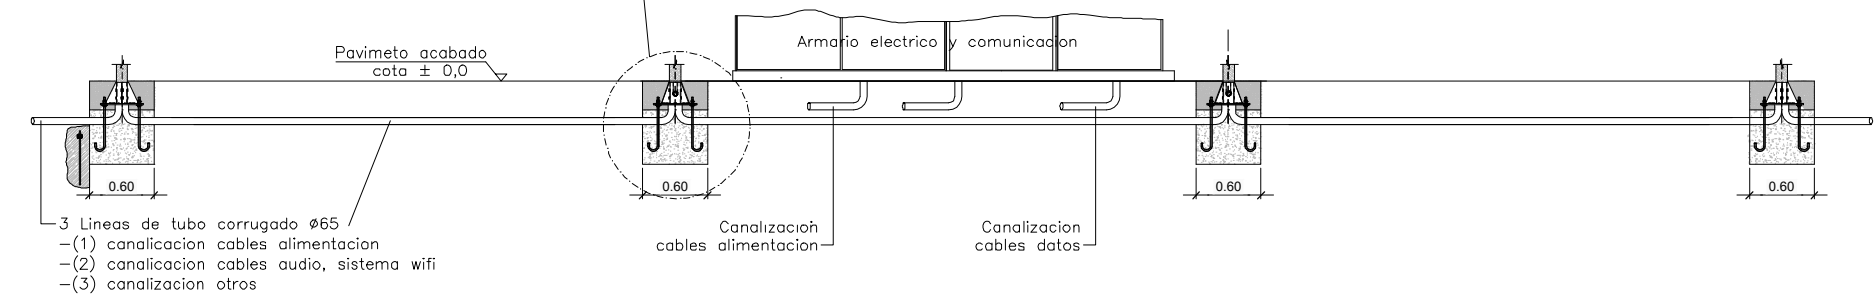 Armario electrico y comunicacion
Pavimeto acabado
cota ± 0,0
0.60
0.60
0.60
0.60
3 Lineas de tubo corrugado Ø65
-(1) canalicacion cables alimentacion
-(2) canalicacion cables audio, sistema wifi
-(3) canalizacion otros
Canalizacion
cables alimentacion
Canalizacion
cables datos